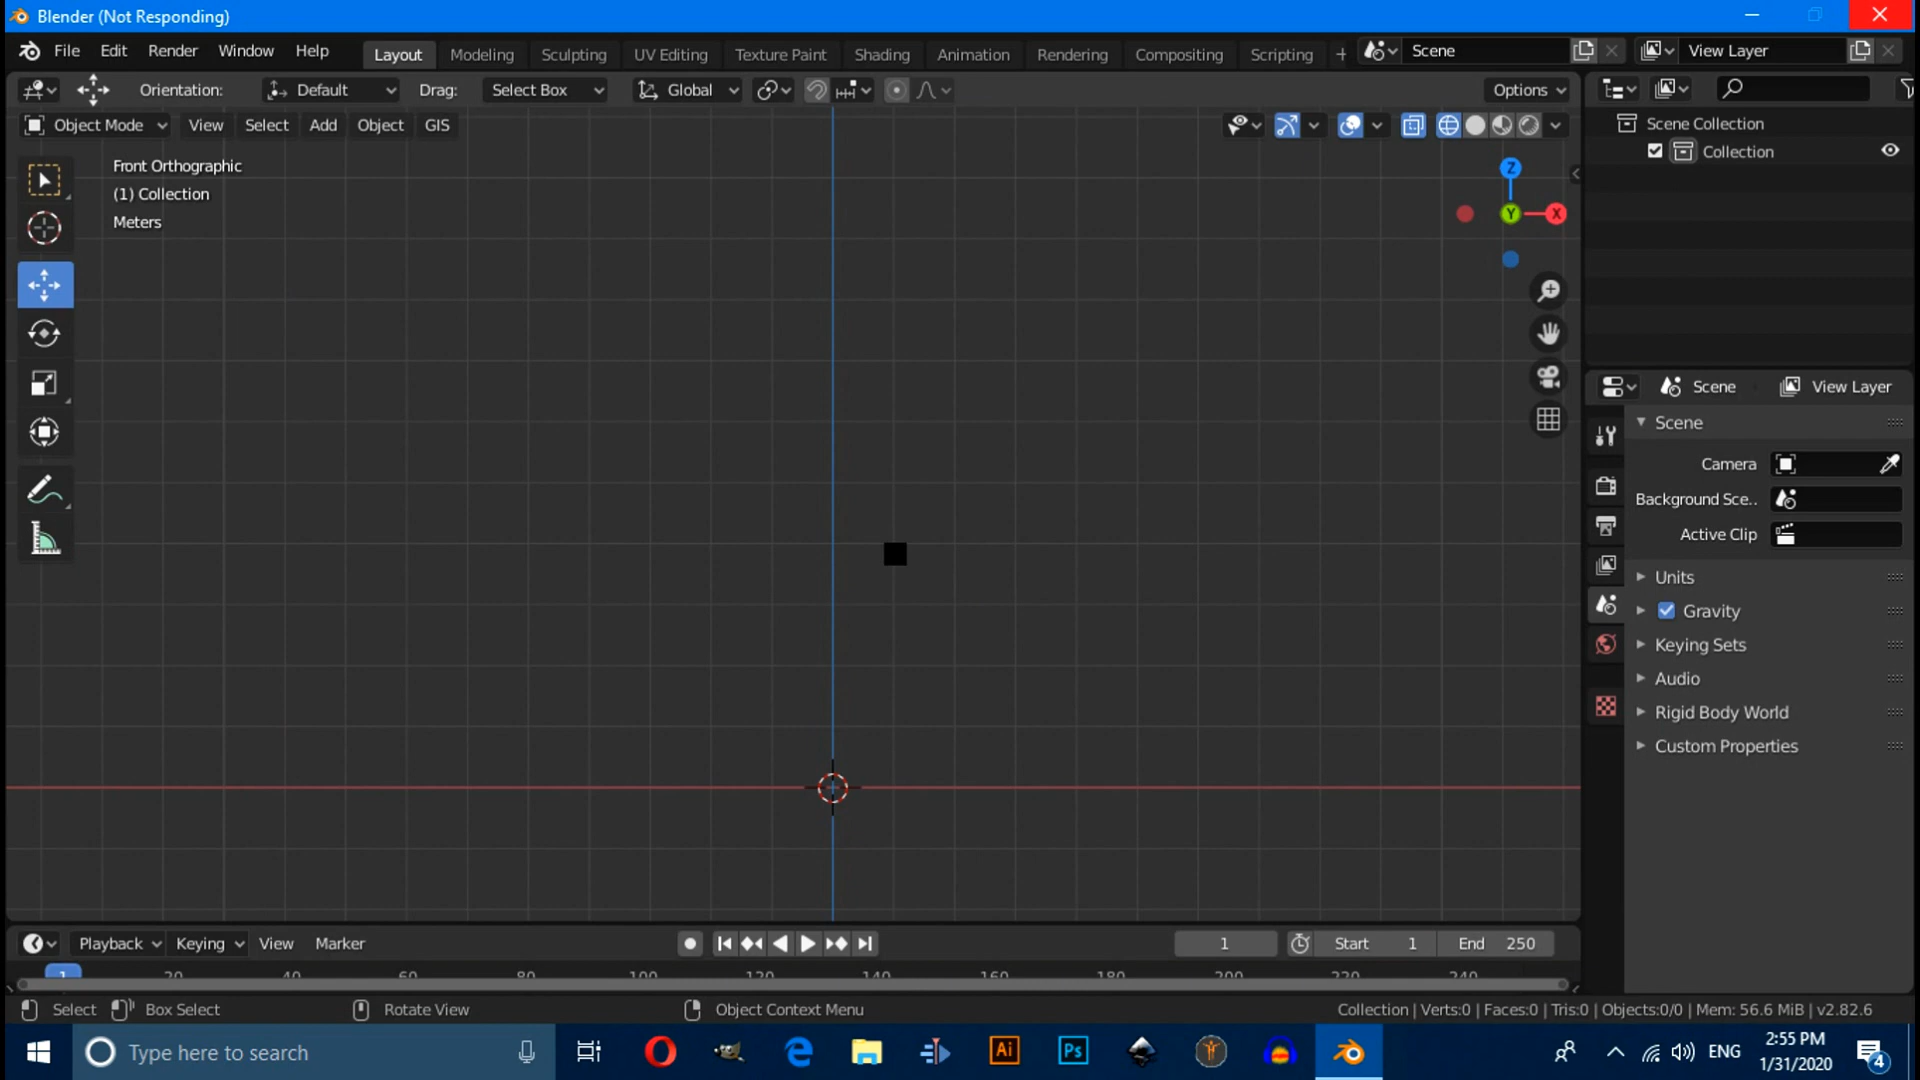 Blender (Not Responding)
File Edit Render Window Help Layout Modeling Sculpting UV Editing Texture Paint Shading Animation Rendering Compositing Scripting + Scene View Layer
Orientation: Default Drag: Select Box Global Options
Object Mode View Select Add Object GIS
Scene Collection
Collection
Front Orthographic
(1) Collection
Meters
Z
Y X
Scene View Layer
Scene
Camera
Background Sce..
Active Clip
Units
Gravity
Keying Sets
Audio
Rigid Body World
Custom Properties
Playback Keying View Marker 1 Start 1 End 250
1 20 40 60 80 100 120 140 160 180 200 220 240
Select Box Select Rotate View Object Context Menu Collection | Verts:0 | Faces:0 | Tris:0 | Objects:0/0 | Mem: 56.6 MiB | v2.82.6
Type here to search Ai Ps ENG 2:55 PM
1/31/2020 4